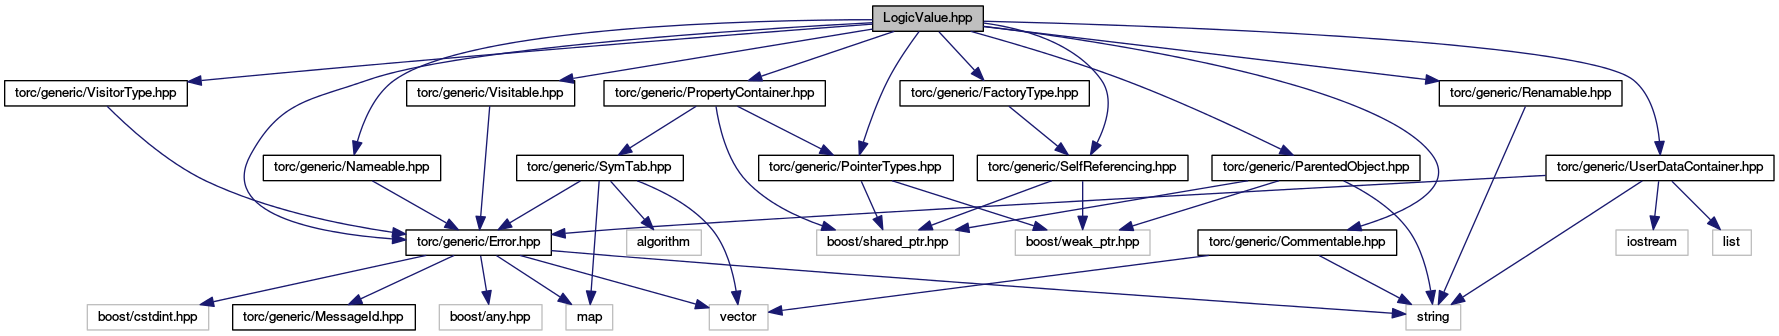 LogicValue.hpp
torc/generic/VisitorType.hpp
torc/generic/Visitable.hpp
torc/generic/PropertyContainer.hpp
torc/generic/FactoryType.hpp
torc/generic/Renamable.hpp
torc/generic/Nameable.hpp
torc/generic/SymTab.hpp
torc/generic/PointerTypes.hpp
torc/generic/SelfReferencing.hpp
torc/generic/ParentedObject.hpp
torc/generic/UserDataContainer.hpp
torc/generic/Error.hpp
algorithm
boost/shared_ptr.hpp
boost/weak_ptr.hpp
torc/generic/Commentable.hpp
iostream
list
boost/cstdint.hpp
torc/generic/MessageId.hpp
boost/any.hpp
map
vector
string